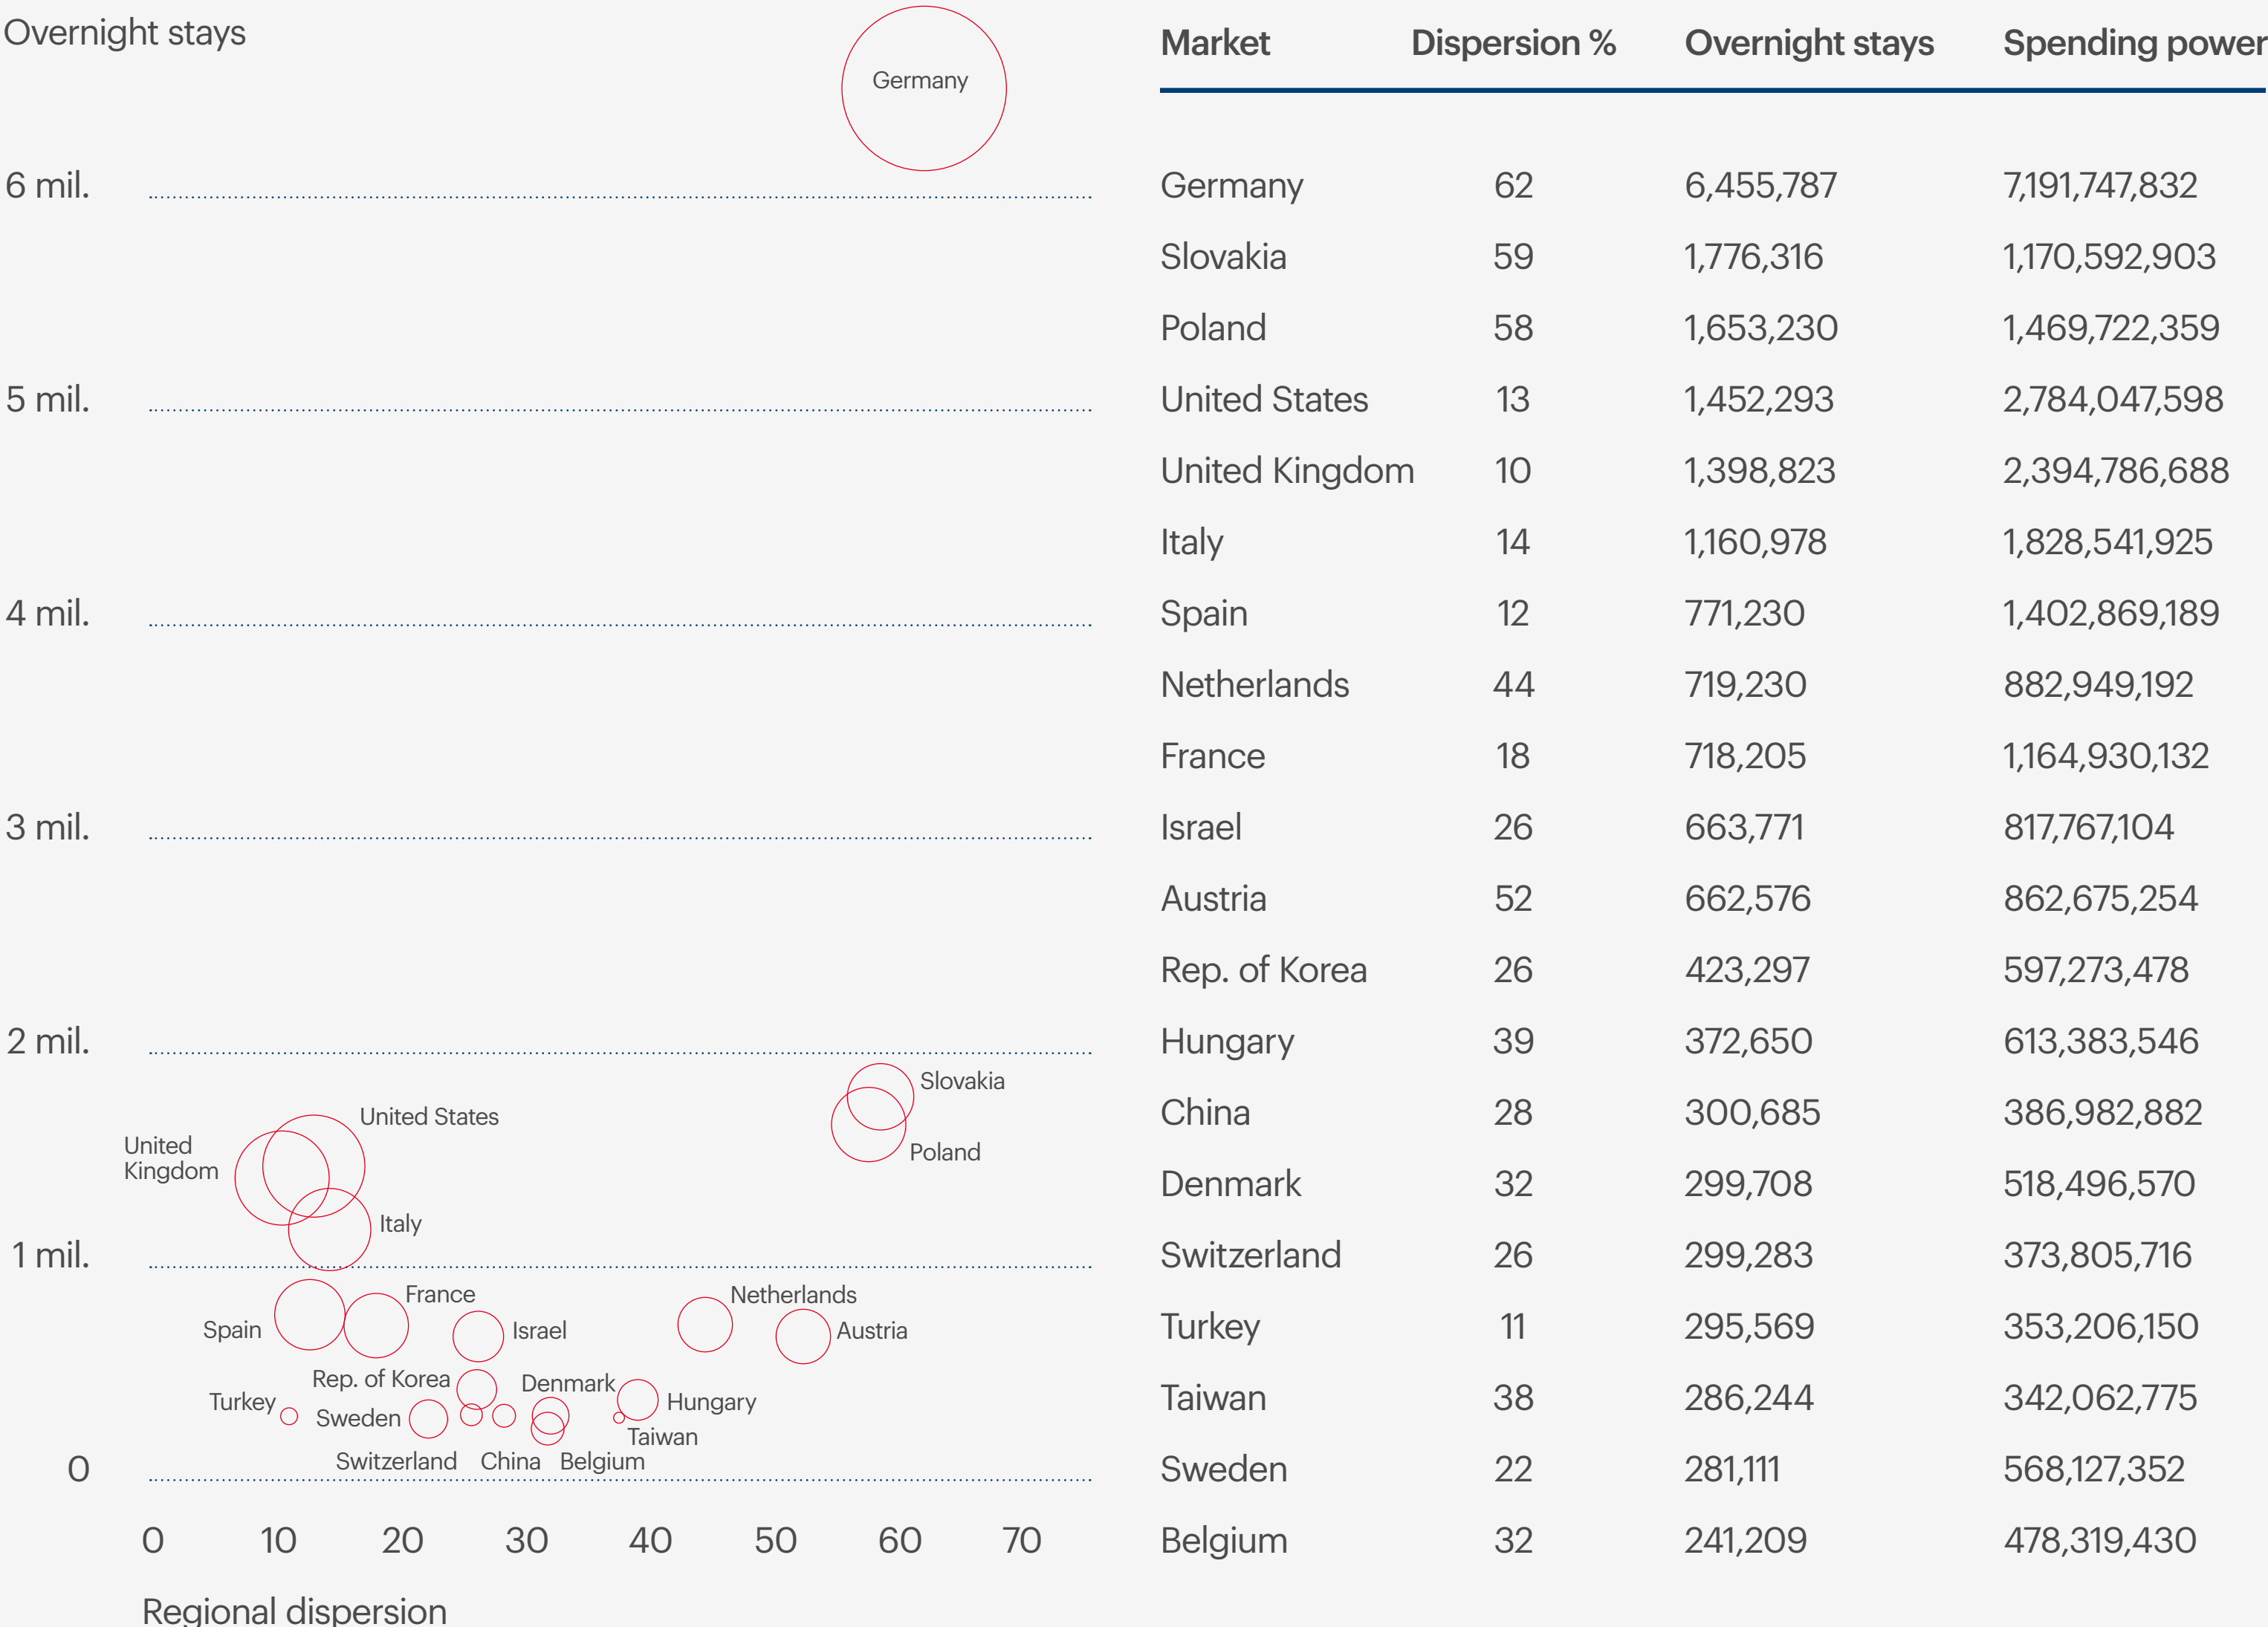 Overnight stays
Germany
6 mil.
5 mil.
4 mil.
3 mil.
2 mil.
Slovakia
United States
United
Kingdom
Poland
Italy
1 mil.
France
Netherlands
Spain
Israel
Austria
Rep. of Korea
Denmark
Turkey
Sweden
Hungary
Taiwan
Switzerland
China
Belgium
0
0 10 20 30 40 50 60 70
Regional dispersion
Market Dispersion % Overnight stays Spending power
Germany 62 6,455,787 7,191,747,832
Slovakia 59 1,776,316 1,170,592,903
Poland 58 1,653,230 1,469,722,359
United States 13 1,452,293 2,784,047,598
United Kingdom 10 1,398,823 2,394,786,688
Italy 14 1,160,978 1,828,541,925
Spain 12 771,230 1,402,869,189
Netherlands 44 719,230 882,949,192
France 18 718,205 1,164,930,132
Israel 26 663,771 817,767,104
Austria 52 662,576 862,675,254
Rep. of Korea 26 423,297 597,273,478
Hungary 39 372,650 613,383,546
China 28 300,685 386,982,882
Denmark 32 299,708 518,496,570
Switzerland 26 299,283 373,805,716
Turkey 11 295,569 353,206,150
Taiwan 38 286,244 342,062,775
Sweden 22 281,111 568,127,352
Belgium 32 241,209 478,319,430